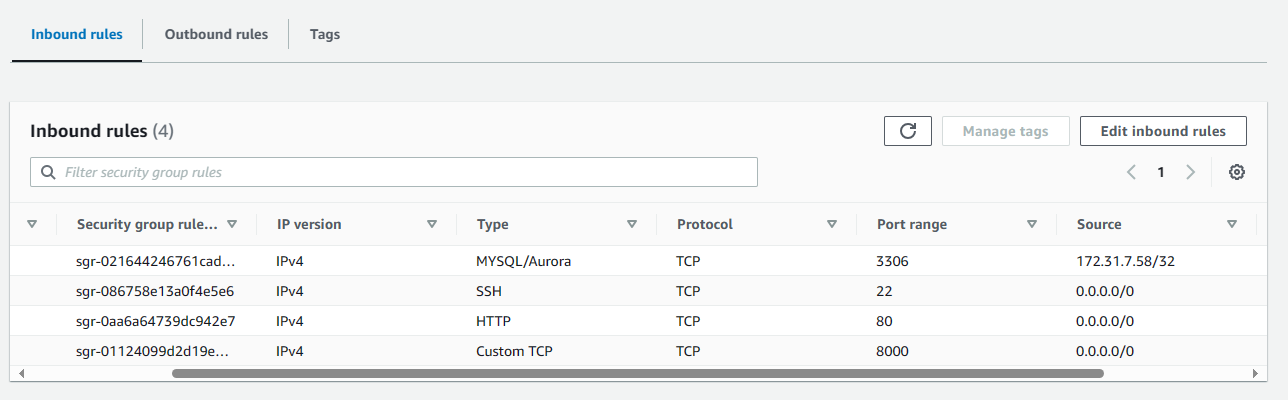 Inbound rules Outbound rules Tags
Inbound rules (4) Manage tags Edit inbound rules
Filter security group rules 1
Security group rule... IP version Type Protocol Port range Source
sgr-021644246761cad... IPv4 MYSQL/Aurora TCP 3306 172.31.7.58/32
sgr-086758e13a0f4e5e6 IPv4 SSH TCP 22 0.0.0.0/0
sgr-0aa6a64739dc942e7 IPv4 HTTP TCP 80 0.0.0.0/0
sgr-01124099d2d19e... IPv4 Custom TCP TCP 8000 0.0.0.0/0